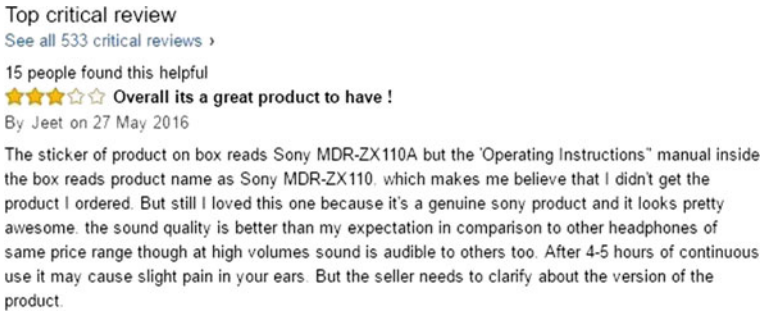 Top critical review
See all 533 critical reviews ›
15 people found this helpful
Overall its a great product to have !
By Jeet on 27 May 2016
The sticker of product on box reads Sony MDR-ZX110A but the 'Operating Instructions" manual inside
the box reads product name as Sony MDR-ZX110. which makes me believe that I didn't get the
product I ordered. But still I loved this one because it's a genuine sony product and it looks pretty
awesome. the sound quality is better than my expectation in comparison to other headphones of
same price range though at high volumes sound is audible to others too. After 4-5 hours of continuous
use it may cause slight pain in your ears. But the seller needs to clarify about the version of the
product.